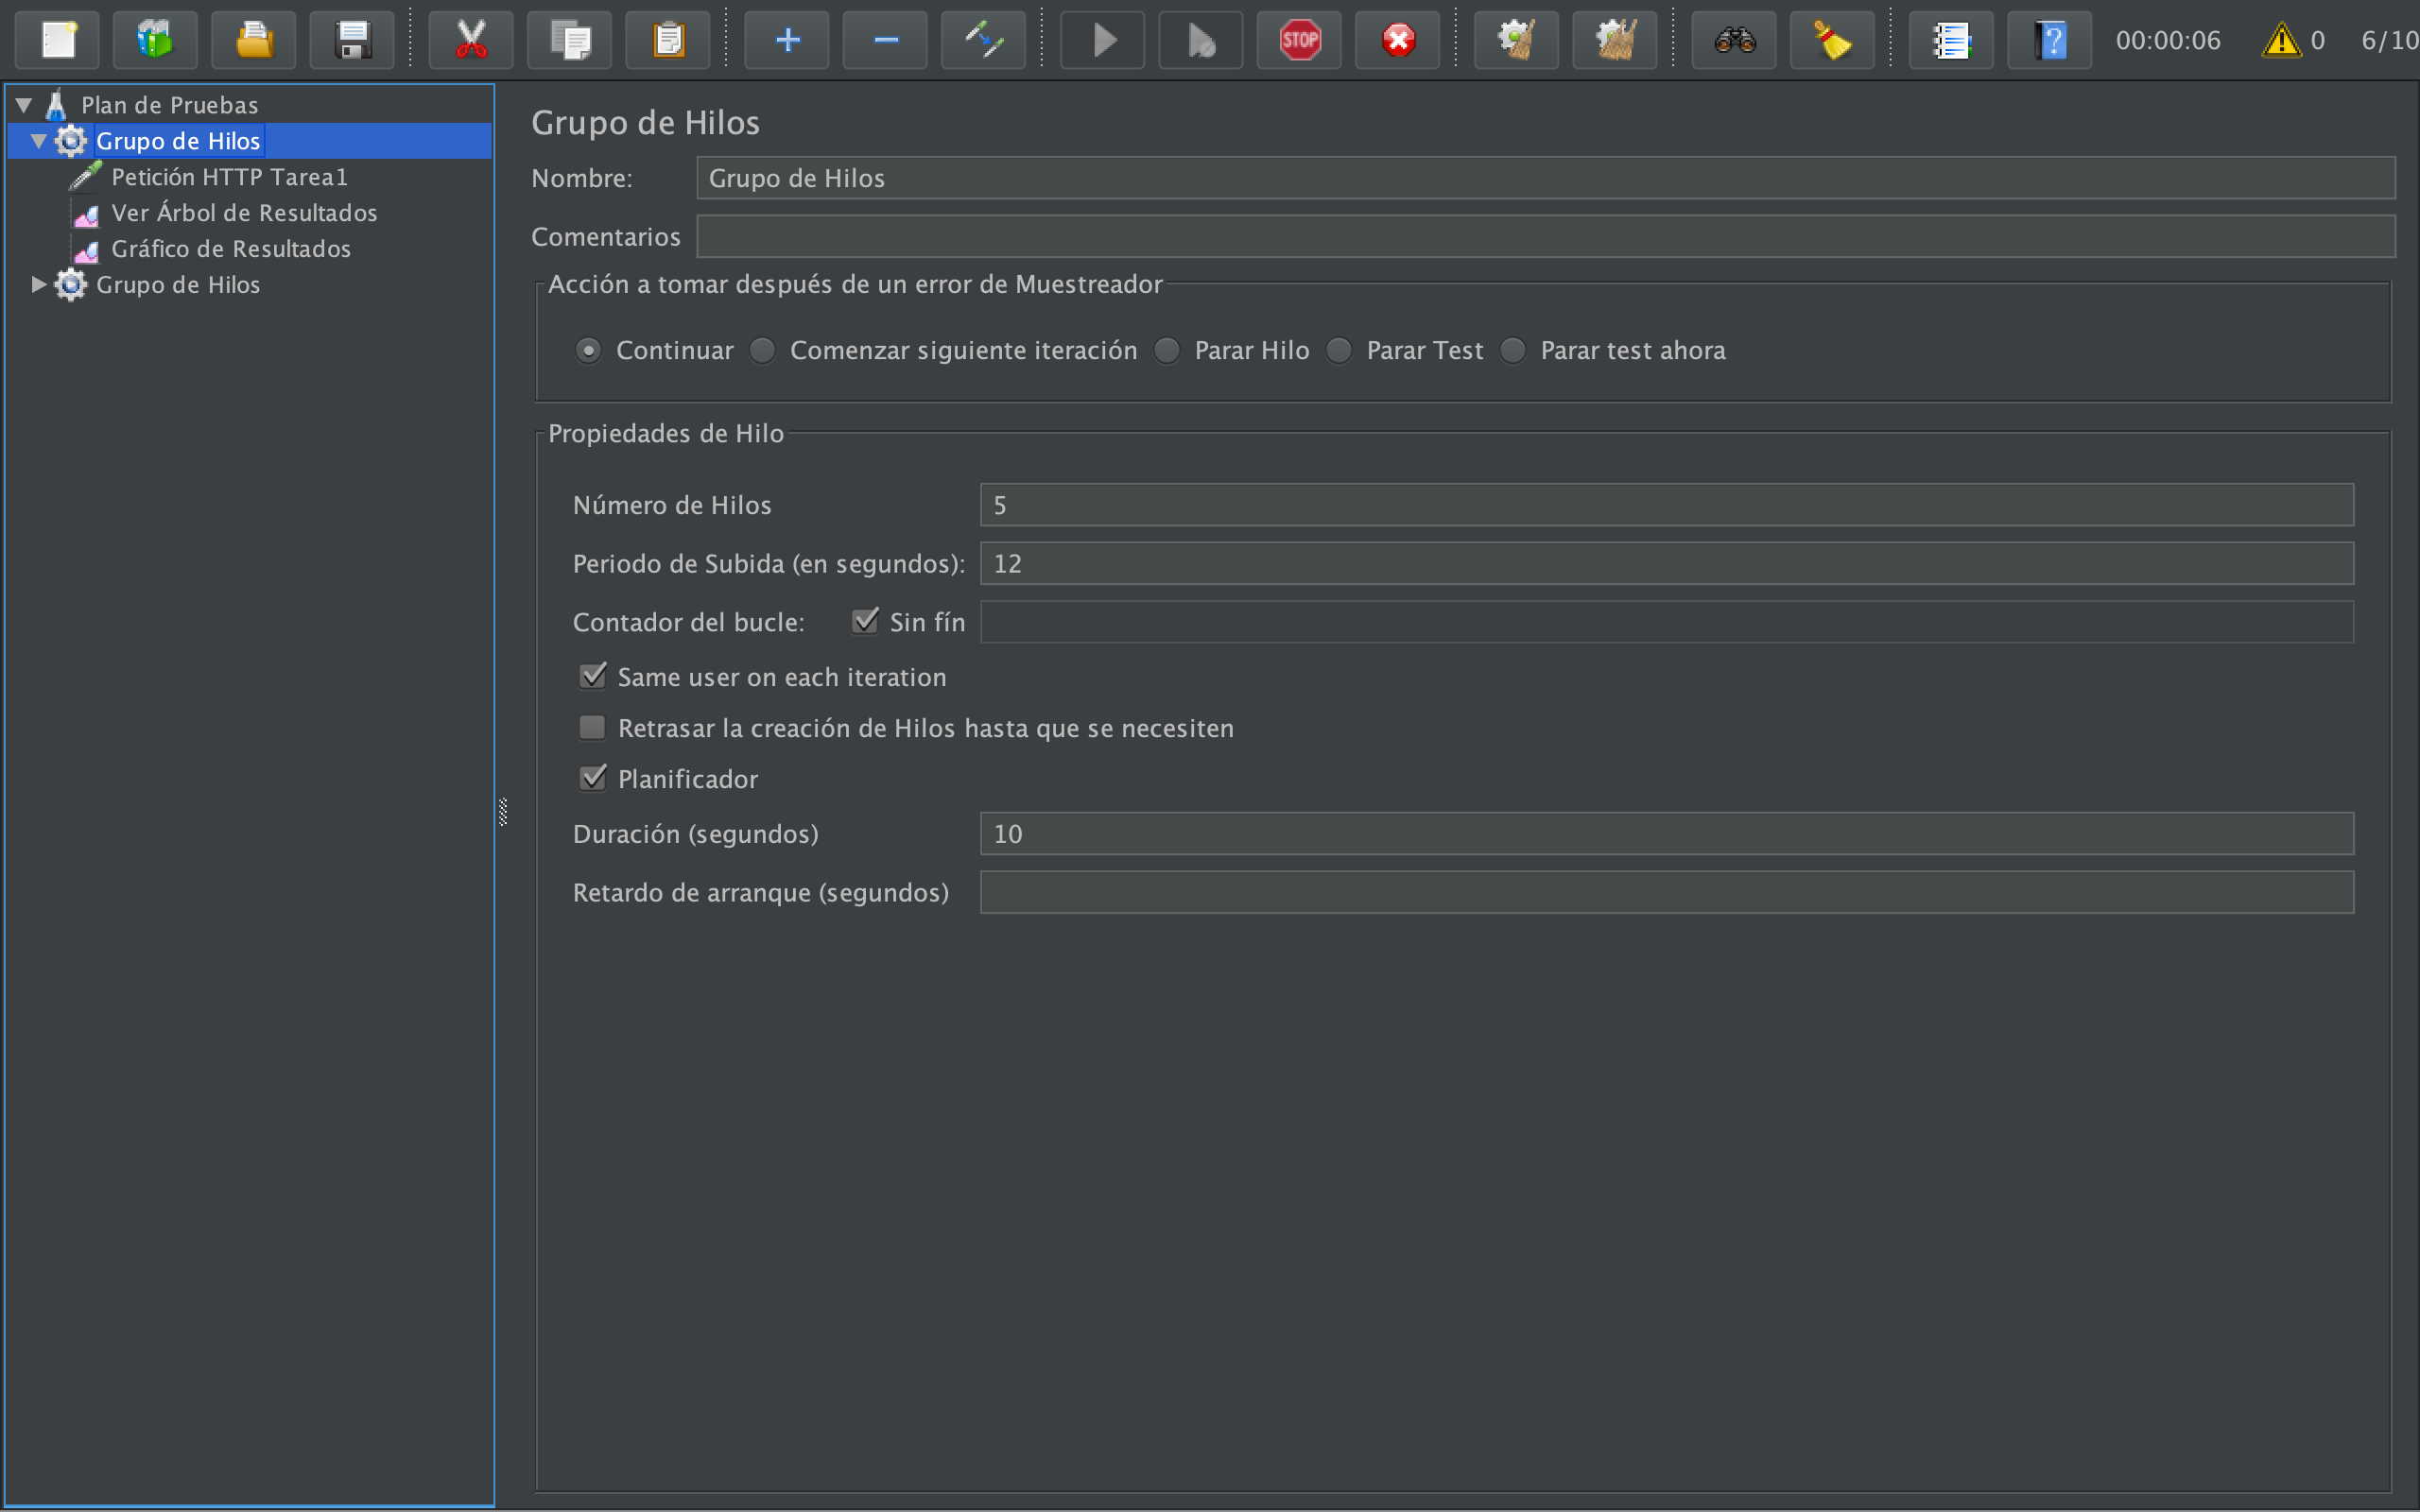 STOP
00:00:06 0 6/10
Plan de Pruebas
Grupo de Hilos
Petición HTTP Tarea1
Ver Árbol de Resultados
Gráfico de Resultados
Grupo de Hilos
Grupo de Hilos
Nombre: Grupo de Hilos
Comentarios
Acción a tomar después de un error de Muestreador
Continuar Comenzar siguiente iteración Parar Hilo Parar Test Parar test ahora
Propiedades de Hilo
Número de Hilos 5
Periodo de Subida (en segundos): 12
Contador del bucle: Sin fín
Same user on each iteration
Retrasar la creación de Hilos hasta que se necesiten
Planificador
Duración (segundos) 10
Retardo de arranque (segundos)